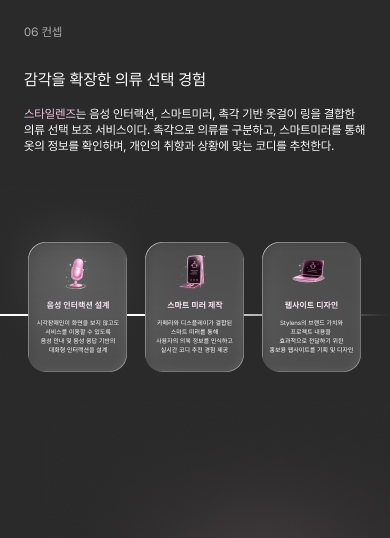 06 컨셉
감각을 확장한 의류 선택 경험
스타일렌즈는 음성 인터랙션, 스마트미러, 촉각 기반 옷걸이 링을 결합한
의류 선택 보조 서비스이다. 촉각으로 의류를 구분하고, 스마트미러를 통해
옷의 정보를 확인하며, 개인의 취향과 상황에 맞는 코디를 추천한다.
음성 인터랙션 설계
시각장애인이 화면을 보지 않고도
서비스를 이용할 수 있도록
음성 안내 및 음성 응답 기반의
대화형 인터랙션을 설계
스마트 미러 제작
카메라와 디스플레이가 결합된
스마트 미러를 통해
사용자의 의복 정보를 인식하고
실시간 코디 추천 경험 제공
웹사이트 디자인
Stylens의 브랜드 가치와
프로젝트 내용을
효과적으로 전달하기 위한
홍보용 웹사이트를 기획 및 디자인